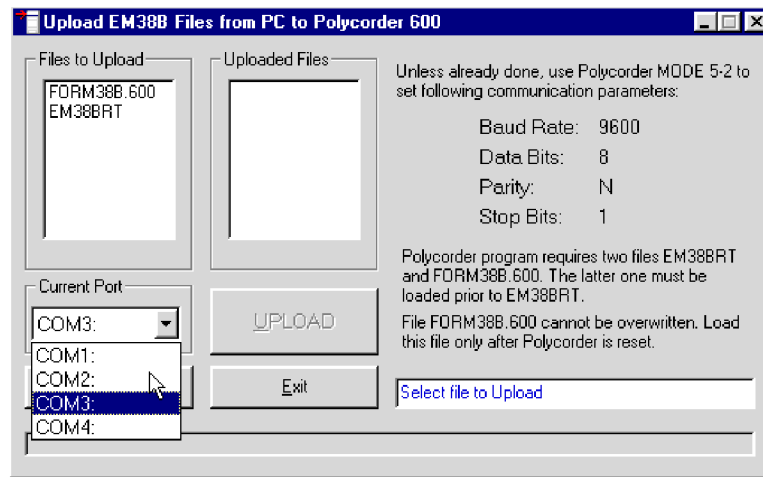 Upload EM38B Files from PC to Polycorder 600
Files to Upload
FORM38B.600
EM38BRT
Uploaded Files
Unless already done, use Polycorder MODE 5-2 to
set following communication parameters:
Baud Rate: 9600
Data Bits: 8
Parity: N
Stop Bits: 1
Polycorder program requires two files EM38BRT
and FORM38B.600. The latter one must be
loaded prior to EM38BRT.
File FORM38B.600 cannot be overwritten. Load
this file only after Polycorder is reset.
Current Port
COM3:
COM1:
COM2:
COM3:
COM4:
UPLOAD
Exit
Select file to Upload